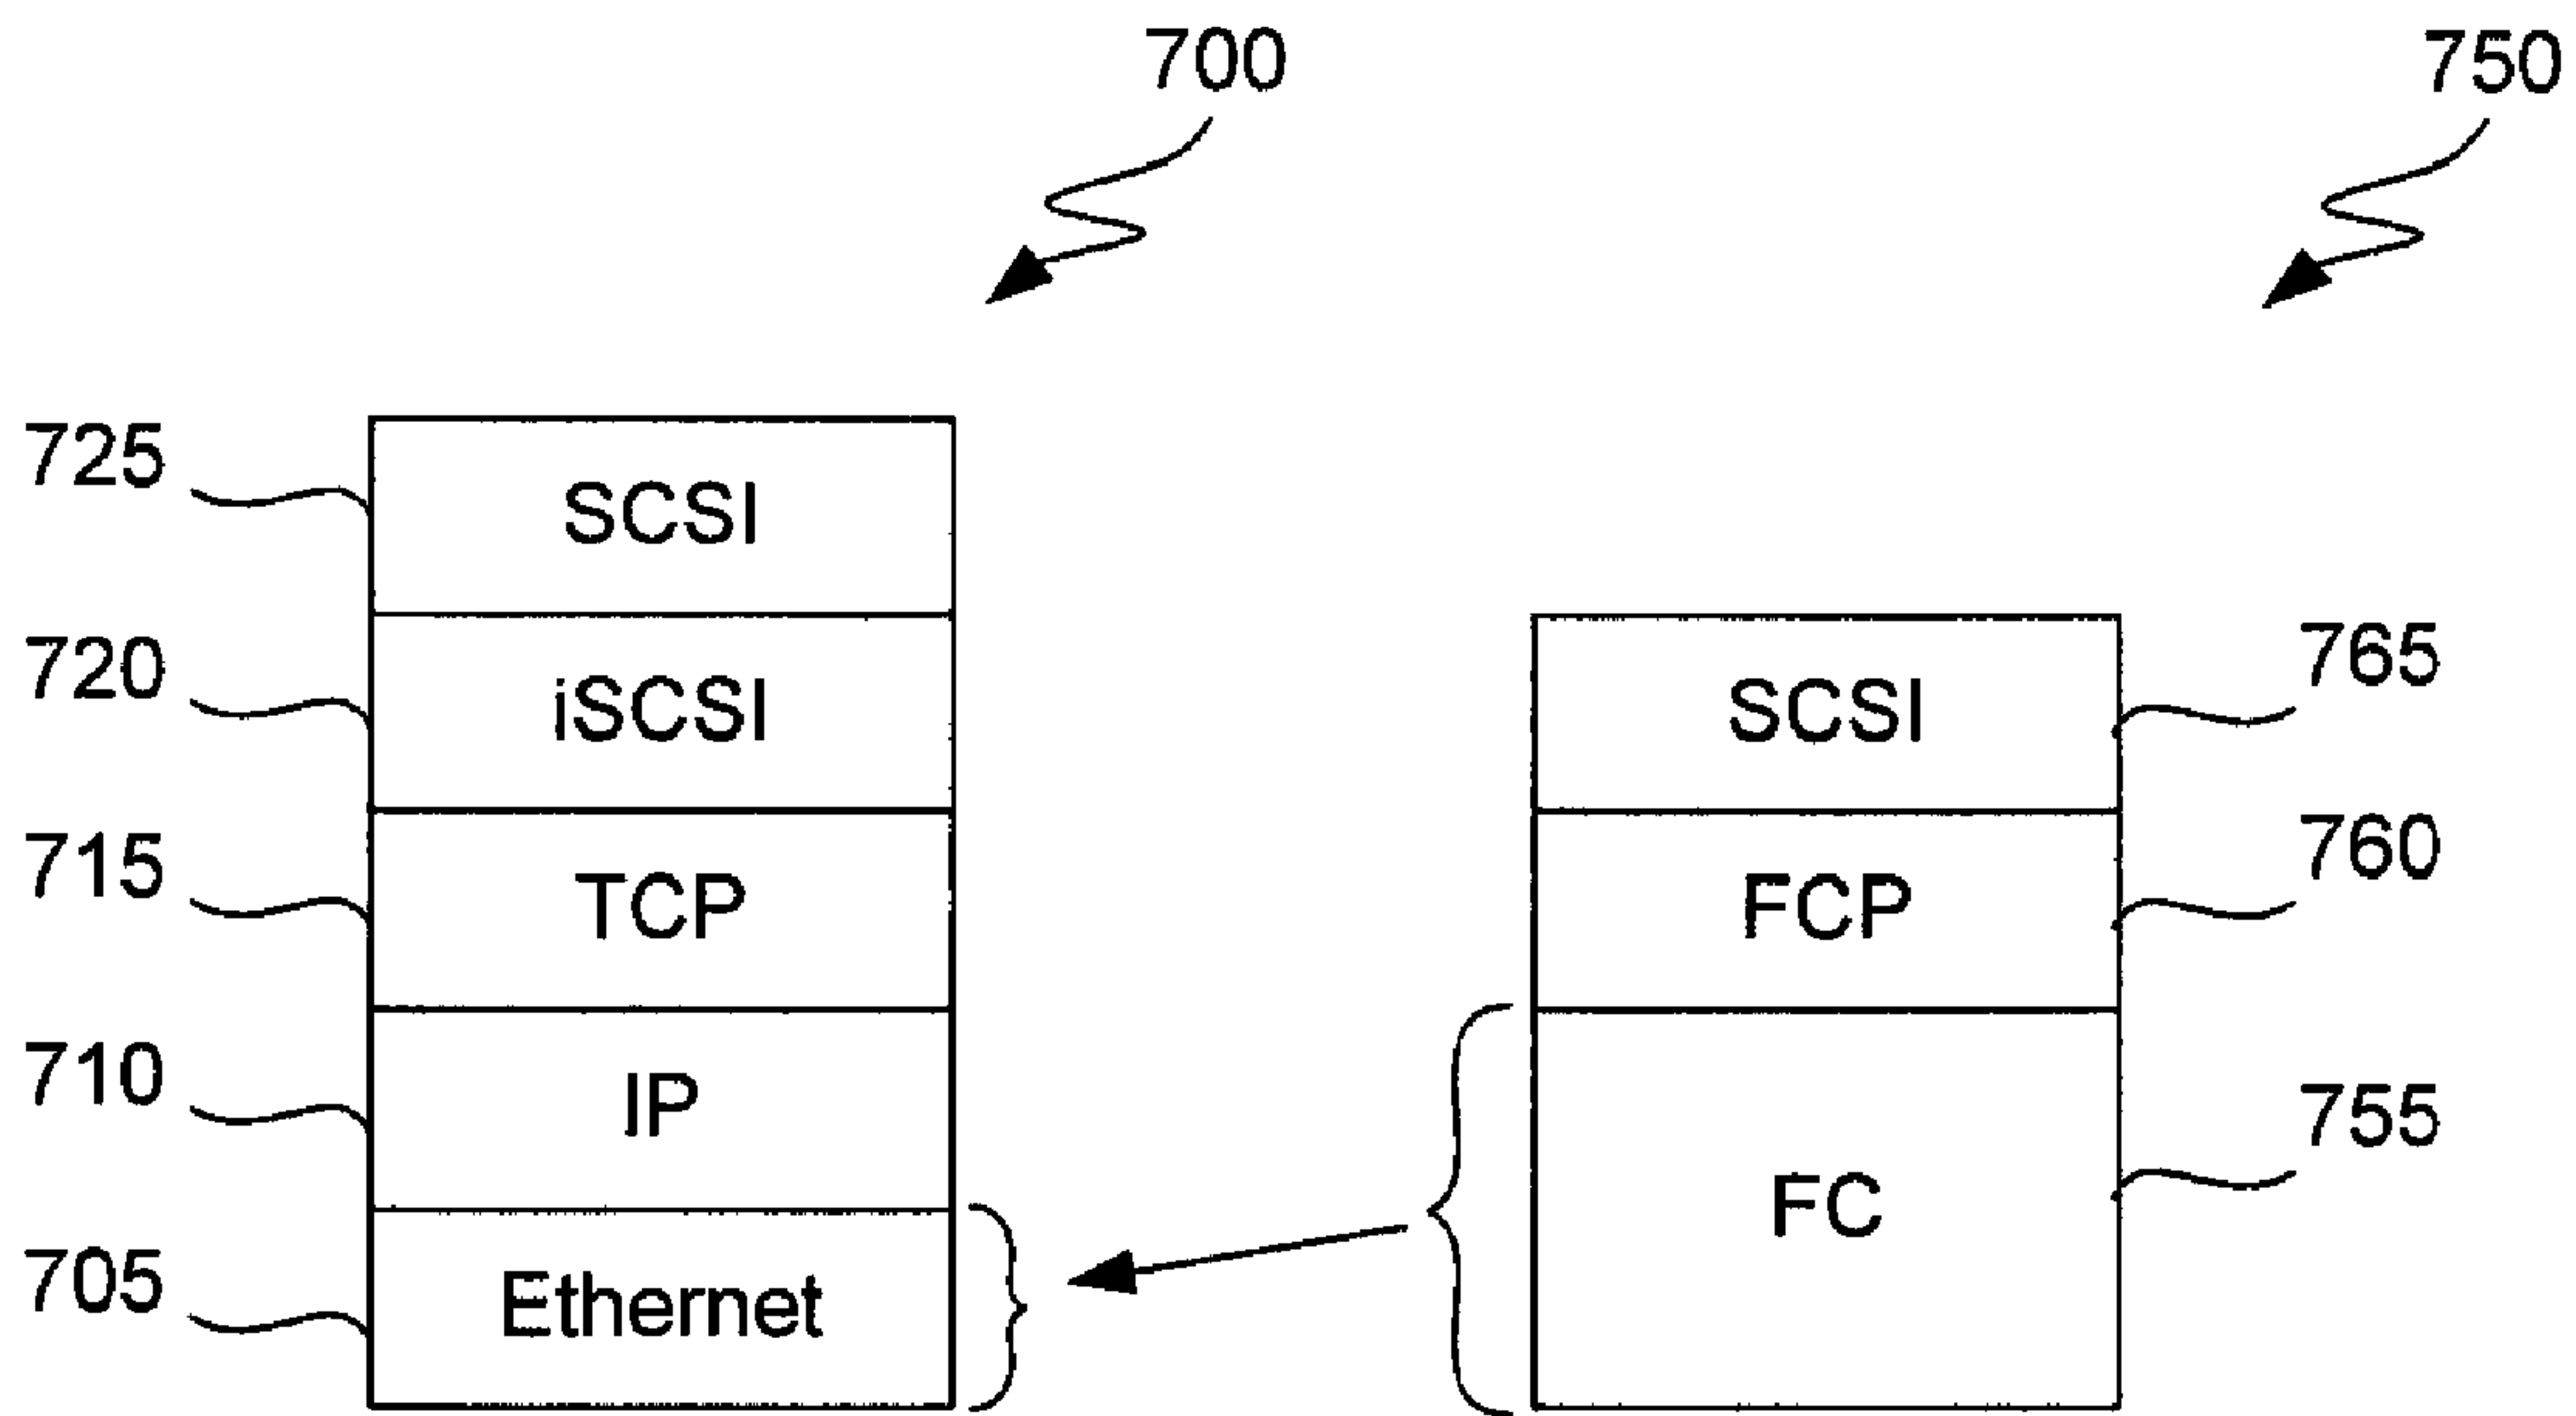 700
750
725
SCSI
720
iSCSI
SCSI
765
715
TCP
FCP
760
710
IP
FC
755
705
Ethernet